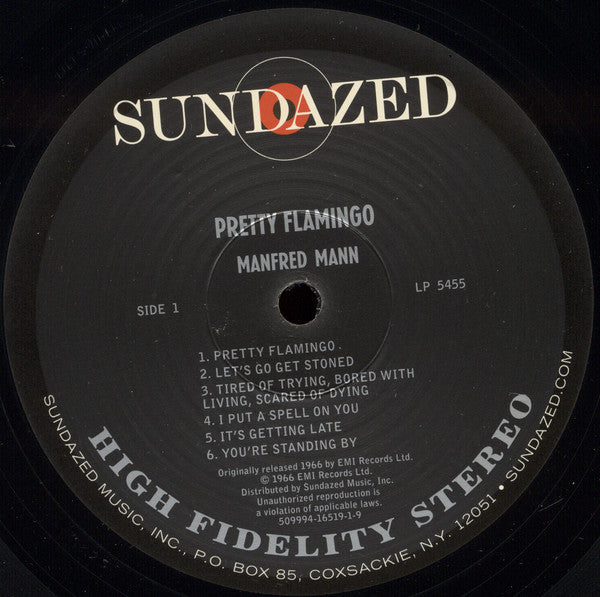 SUNDAZED
PRETTY FLAMINGO
MANFRED MANN
SIDE 1
LP 5455
1. PRETTY FLAMINGO
2. LET'S GO GET STONED
3. TIRED OF TRYING, BORED WITH
LIVING, SCARED OF DYING
4. I PUT A SPELL ON YOU
5. IT'S GETTING LATE
6. YOU'RE STANDING BY
Originally released 1966 by EMI Records Ltd.
© 1966 EMI Records Ltd.
Distributed by Sundazed Music, Inc.
Unauthorized reproduction is
a violation of applicable laws.
509994-16519-1-9
HIGH FIDELITY STEREO
SUNDAZED MUSIC, INC., P.O. BOX 85, COXSACKIE, N.Y. 12051 • SUNDAZED.COM